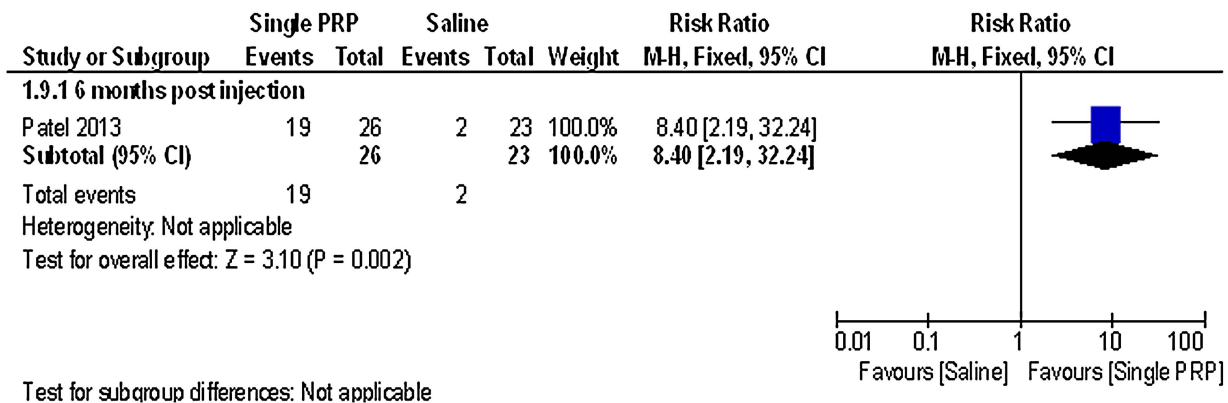 Single PRP Saline Risk Ratio Risk Ratio
Study or Subgroup Events Total Events Total Weight M-H, Fixed, 95% CI M-H, Fixed, 95% CI
1.9.1 6 months post injection
Patel 2013 19 26 2 23 100.0% 8.40 [2.19, 32.24]
Subtotal (95% CI) 26 23 100.0% 8.40 [2.19, 32.24]
Total events 19 2
Heterogeneity: Not applicable
Test for overall effect: Z = 3.10 (P = 0.002)
0.01 0.1 1 10 100
Favours [Saline] Favours [Single PRP]
Test for subgroup differences: Not applicable